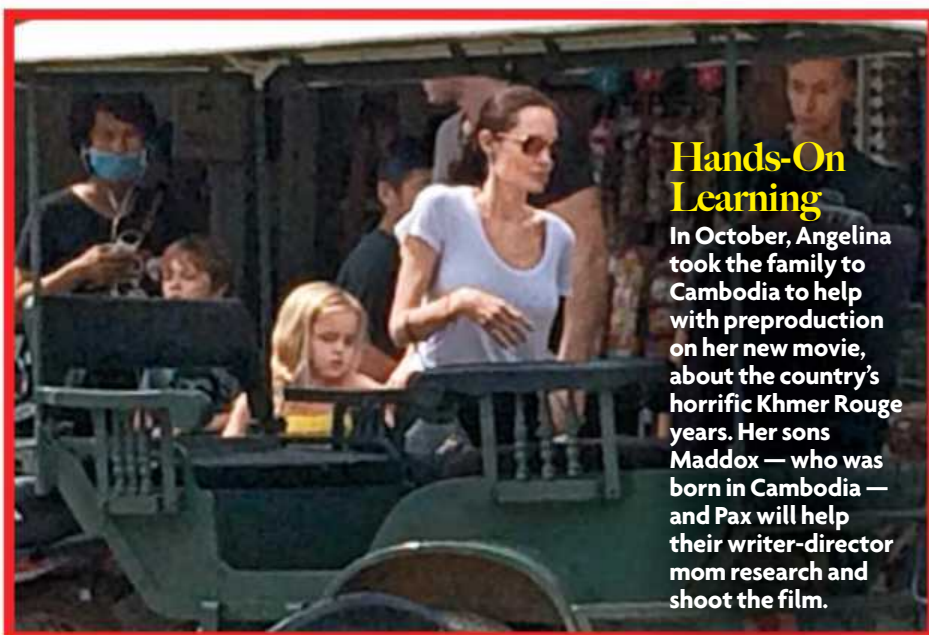 Hands-On
Learning
In October, Angelina
took the family to
Cambodia to help
with preproduction
on her new movie,
about the country’s
horrific Khmer Rouge
years. Her sons
Maddox — who was
born in Cambodia —
and Pax will help
their writer-director
mom research and
shoot the film.